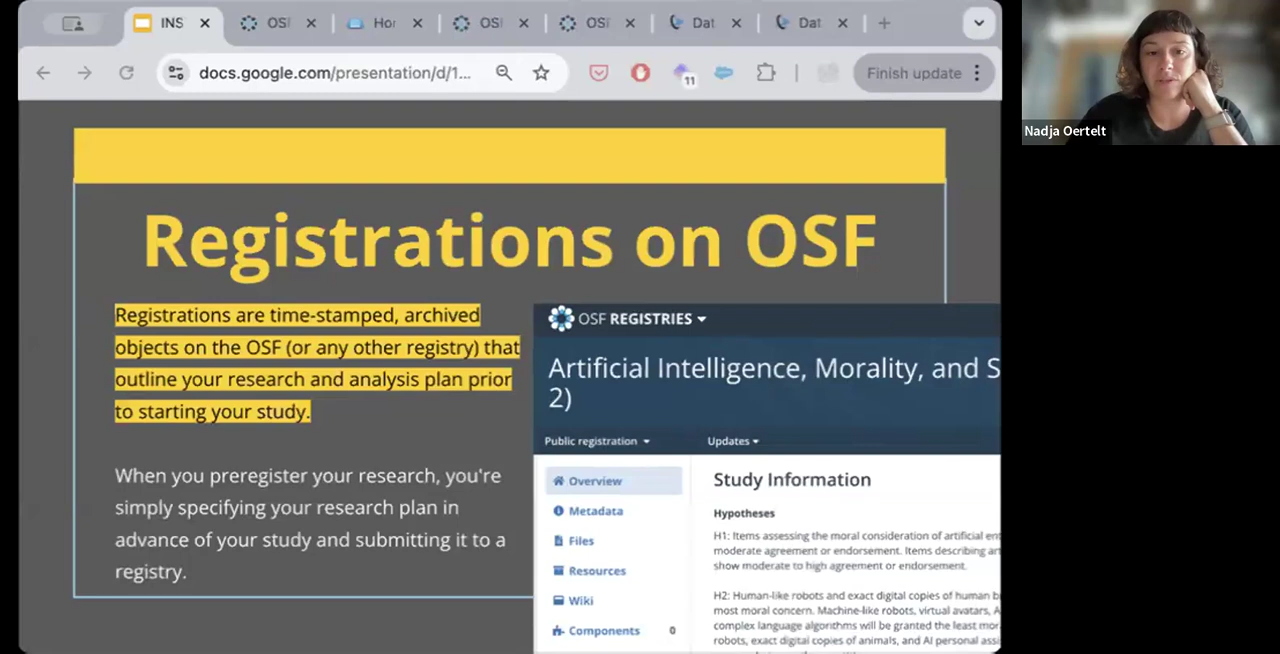 INS
OSI
Hor
OSI
OSI
Dat
Dat
docs.google.com/presentation/d/1...
11
Finish update
Nadja Oertelt
Registrations on OSF
Registrations are time-stamped, archived
objects on the OSF (or any other registry) that
outline your research and analysis plan prior
to starting your study.
When you preregister your research, you're
simply specifying your research plan in
advance of your study and submitting it to a
registry.
OSF REGISTRIES
Artificial Intelligence, Morality, and S
2)
Public registration
Updates
Overview
Metadata
Files
Resources
Wiki
Components 0
Study Information
Hypotheses
H1: Items assessing the moral consideration of artificial ent
moderate agreement or endorsement. Items describing art
show moderate to high agreement or endorsement.
H2: Human-like robots and exact digital copies of human b
most moral concern. Machine-like robots, virtual avatars, A
complex language algorithms will be granted the least mor
robots, exact digital copies of animals, and AI personal assi